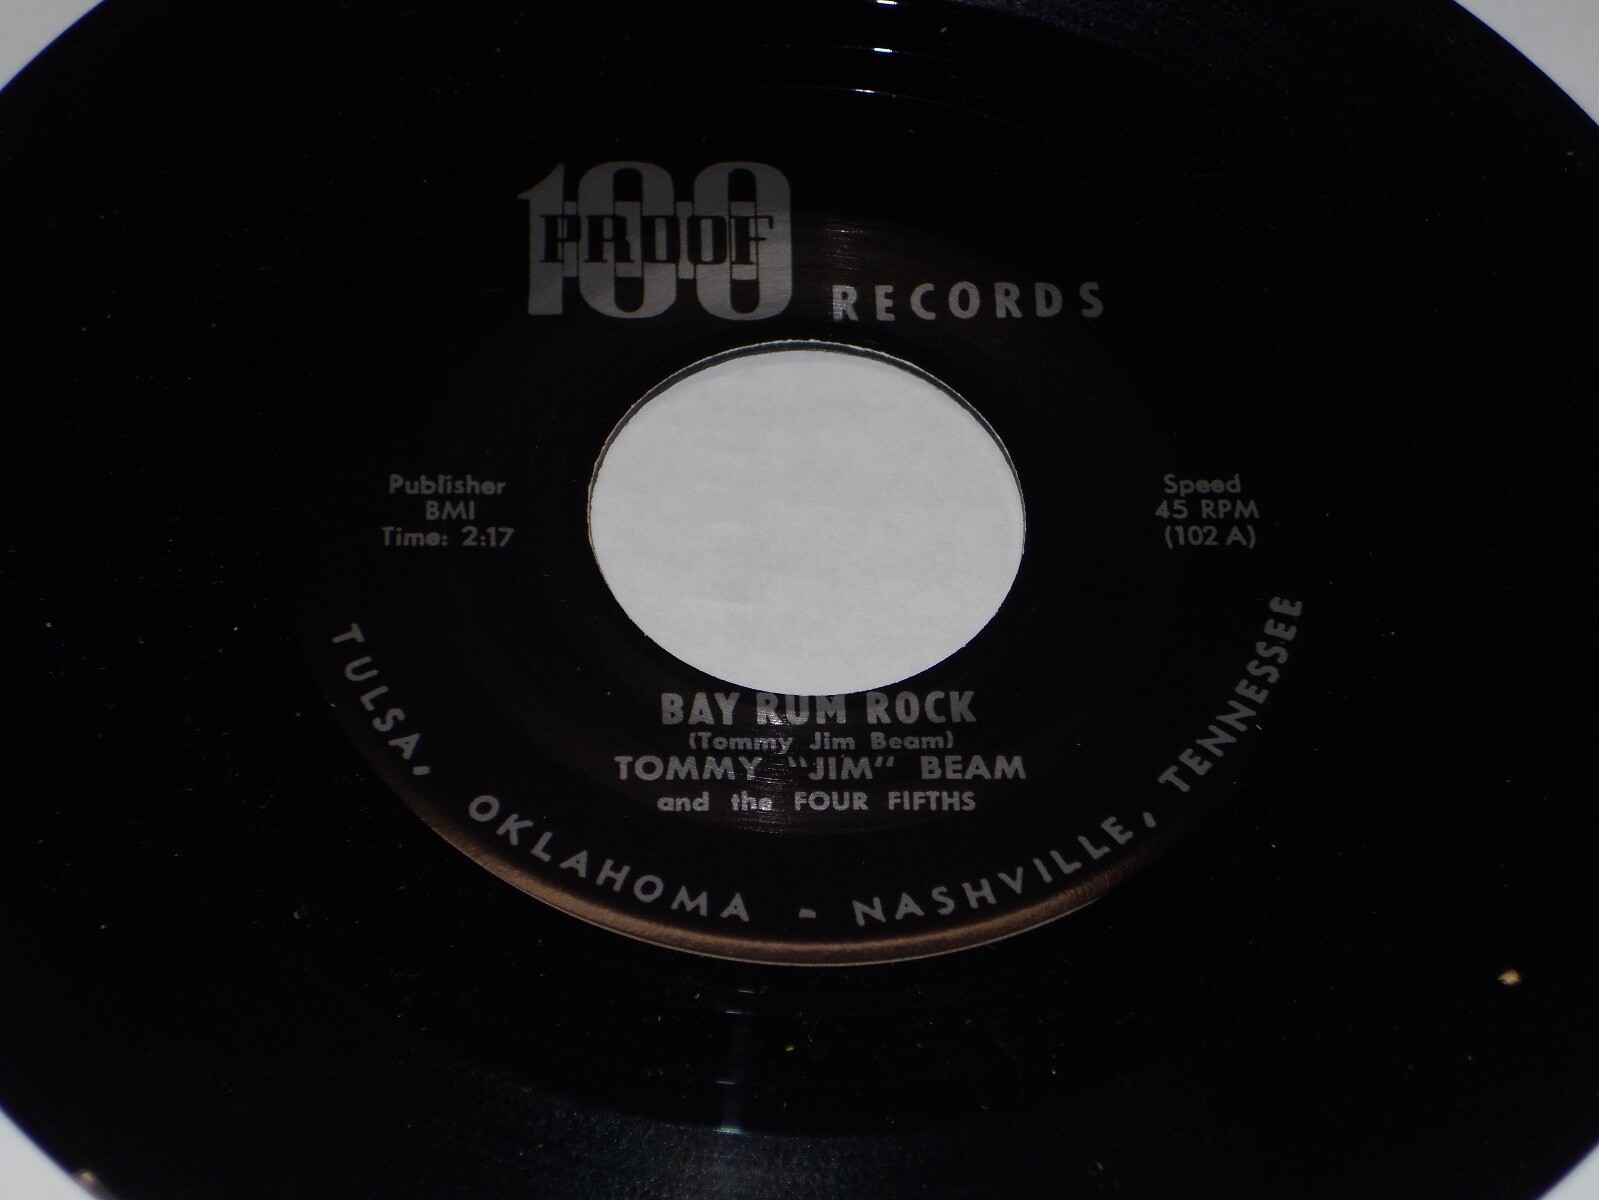 100 PROOF RECORDS
Publisher
BMI
Time: 2:17
Speed
45 RPM
(102 A)
BAY RUM ROCK
(Tommy Jim Beam)
TOMMY "JIM" BEAM
and the FOUR FIFTHS
TULSA, OKLAHOMA - NASHVILLE, TENNESSEE